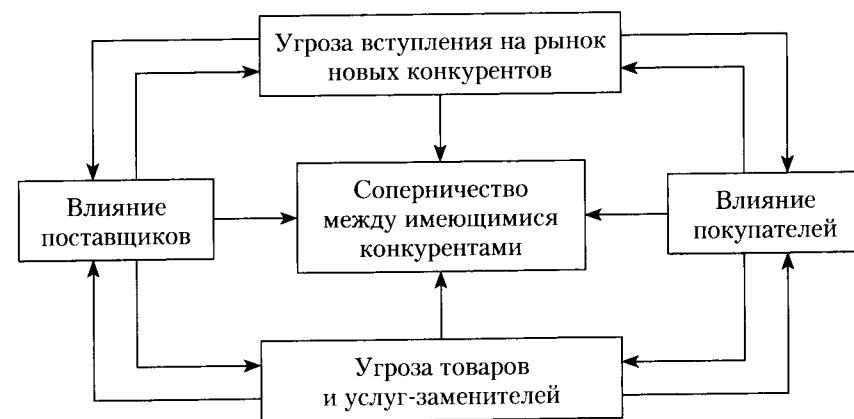 Угроза вступления на рынок
новых конкурентов
Влияние
поставщиков
Соперничество
между имеющимися
конкурентами
Влияние
покупателей
Угроза товаров
и услуг-заменителей